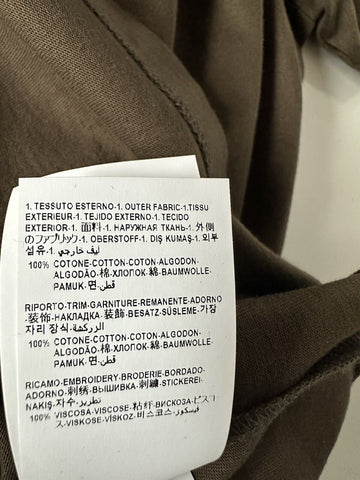 1. TESSUTO ESTERNO-1. OUTER FABRIC-1.TISSU
EXTERIEUR-1. TEJIDO EXTERNO-1. TECIDO
EXTERIOR-1. 面料-1. НАРУЖНАЯ ТКАНЬ-1. 外側
のファブリック-1. OBERSTOFF-1. DIŞ KUMAŞ-1. 외부
섬유-1. ليف خارجي
100% COTONE-COTTON-COTON-ALGODON-
ALGODÃO-棉-ХЛОПОК-綿-BAUMWOLLE-
PAMUK-면-قطن
RIPORTO-TRIM-GARNITURE-REMANENTE-ADORNO
-装饰-НАКЛАДКА-装飾-BESATZ-SÜSLEME-가장
자리 장식-الزركشة
100% COTONE-COTTON-COTON-ALGODON-
ALGODÃO-棉-ХЛОПОК-綿-BAUMWOLLE-
PAMUK-면-قطن
RICAMO-EMBROIDERY-BRODERIE-BORDADO-
ADORNO-刺绣-ВЫШИВКА-刺繍-STICKEREI-
NAKIŞ-자수-تطريز
100% VISCOSA-VISCOSE-粘纤-ВИСКОЗА-ビスコー
ス-VISKOSE-VİSKOZ-비스코스-فيسكوز